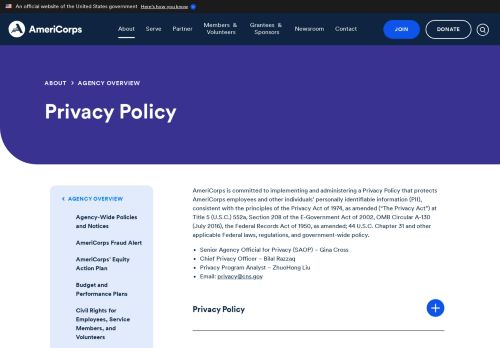 An official website of the United States government Here's how you know
AmeriCorps
About Serve Partner Members & Volunteers Grantees & Sponsors Newsroom Contact JOIN DONATE
ABOUT > AGENCY OVERVIEW
Privacy Policy
< AGENCY OVERVIEW
Agency-Wide Policies
and Notices
AmeriCorps Fraud Alert
AmeriCorps' Equity
Action Plan
Budget and
Performance Plans
Civil Rights for
Employees, Service
Members, and
Volunteers
AmeriCorps is committed to implementing and administering a Privacy Policy that protects
AmeriCorps employees and other individuals' personally identifiable information (PII),
consistent with the principles of the Privacy Act of 1974, as amended ("The Privacy Act") at
Title 5 (U.S.C.) 552a, Section 208 of the E-Government Act of 2002, OMB Circular A-130
(July 2016), the Federal Records Act of 1950, as amended; 44 U.S.C. Chapter 31 and other
applicable Federal laws, regulations, and government-wide policy.
• Senior Agency Official for Privacy (SAOP) – Gina Cross
• Chief Privacy Officer – Bilal Razzaq
• Privacy Program Analyst – ZhuoHong Liu
• Email: privacy@cns.gov
Privacy Policy